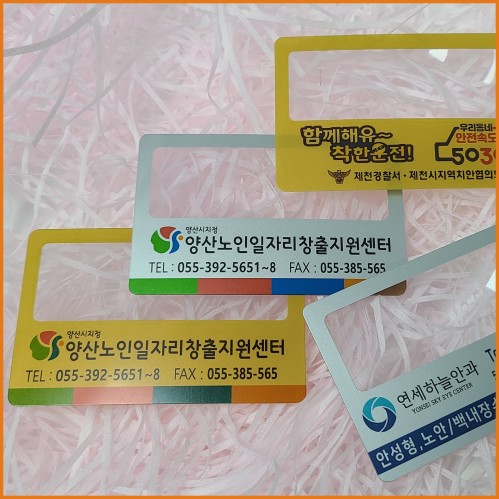 함께해유~
착한운전!
우리동네
안전속도
503
제천경찰서 · 제천시지역치안협의
양산시지정
양산노인일자리창출지원센터
TEL : 055-392-5651~8 FAX : 055-385-565
양산시지정
양산노인일자리창출지원센터
TEL : 055-392-5651~8 FAX : 055-385-565
연세하늘안과
YONSEI SKY EYE CENTER
안성형,노안/백내장